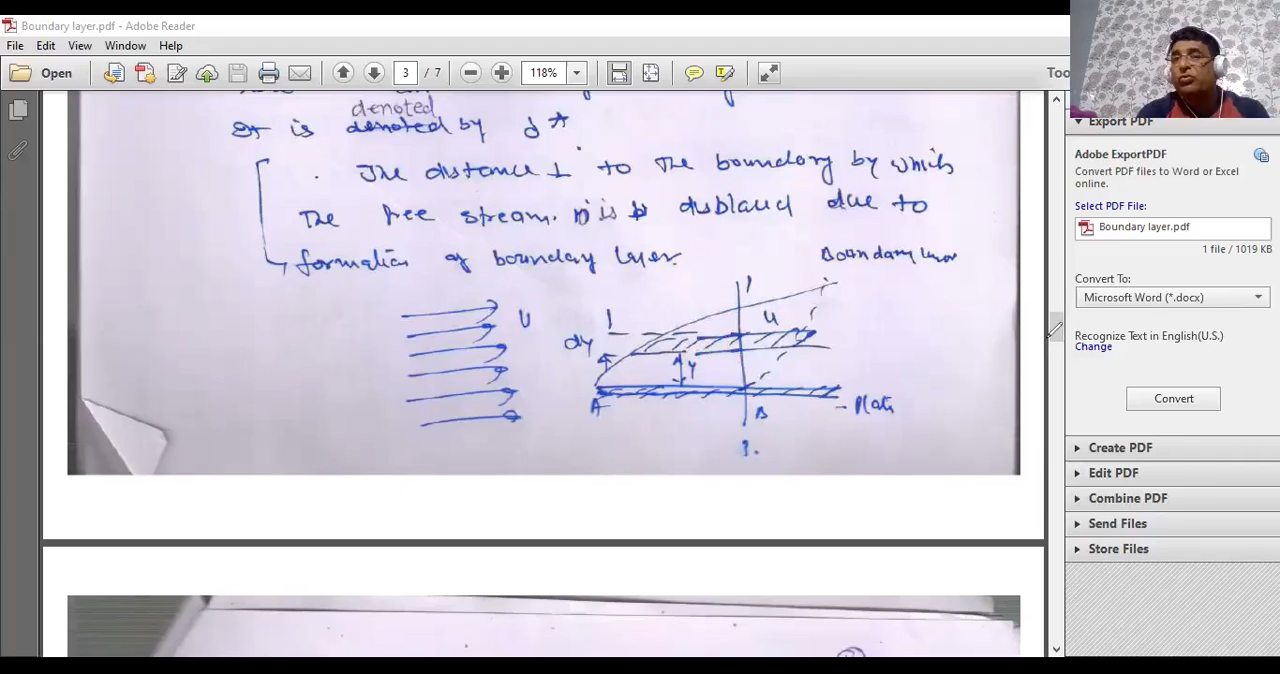 Boundary layer.pdf - Adobe Reader
File Edit View Window Help
Open 3 / 7 118% Too
denoted
It is denoted by δ*
The distance ⊥ to the boundary by which
The free stream is displaced due to
formation of boundary layer.
Boundary layer
U
dy
u
y
A
B
Plate
1
Export PDF
Adobe ExportPDF
Convert PDF files to Word or Excel
online.
Select PDF File:
Boundary layer.pdf
1 file / 1019 KB
Convert To:
Microsoft Word (*.docx)
Recognize Text in English(U.S.)
Change
Convert
Create PDF
Edit PDF
Combine PDF
Send Files
Store Files